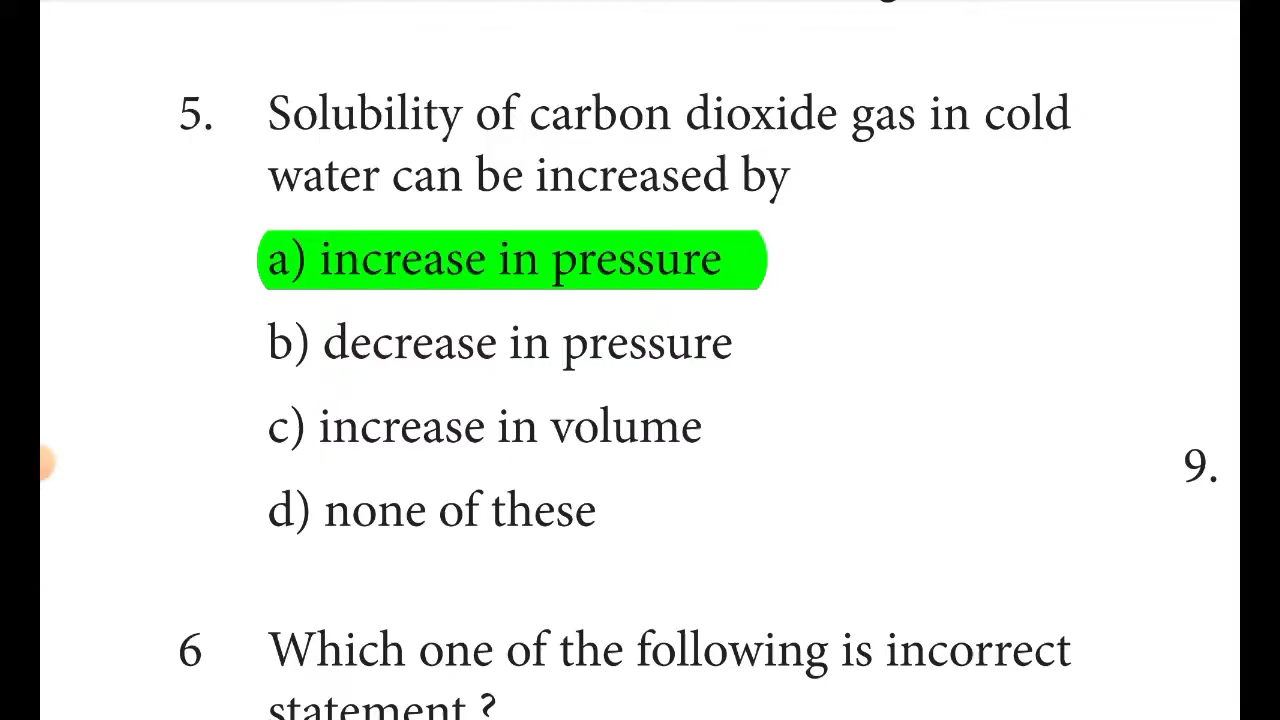 5. Solubility of carbon dioxide gas in cold
water can be increased by
a) increase in pressure
b) decrease in pressure
c) increase in volume
d) none of these
9.
6 Which one of the following is incorrect
statement ?